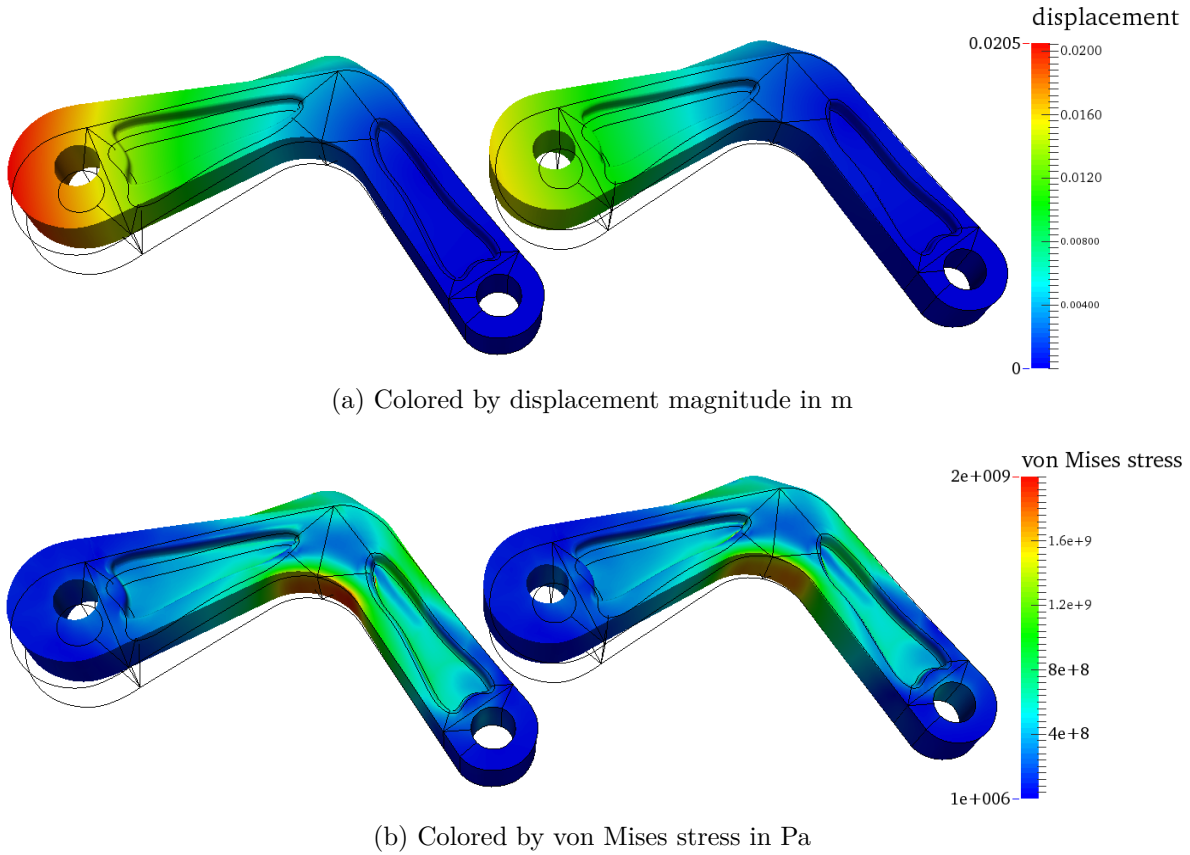 displacement
0.0205
0.0200
0.0160
0.0120
0.00800
0.00400
0
(a) Colored by displacement magnitude in m
von Mises stress
2e+009
1.6e+9
1.2e+9
8e+8
4e+8
1e+006
(b) Colored by von Mises stress in Pa